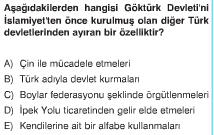 Aşağıdakilerden hangisi Göktürk Devleti'ni
İslamiyet'ten önce kurulmuş olan diğer Türk
devletlerinden ayıran bir özelliktir?
A) Çin ile mücadele etmeleri
B) Türk adıyla devlet kurmaları
C) Boylar federasyonu şeklinde örgütlenmeleri
D) İpek Yolu ticaretinden gelir elde etmeleri
E) Kendilerine ait bir alfabe kullanmaları